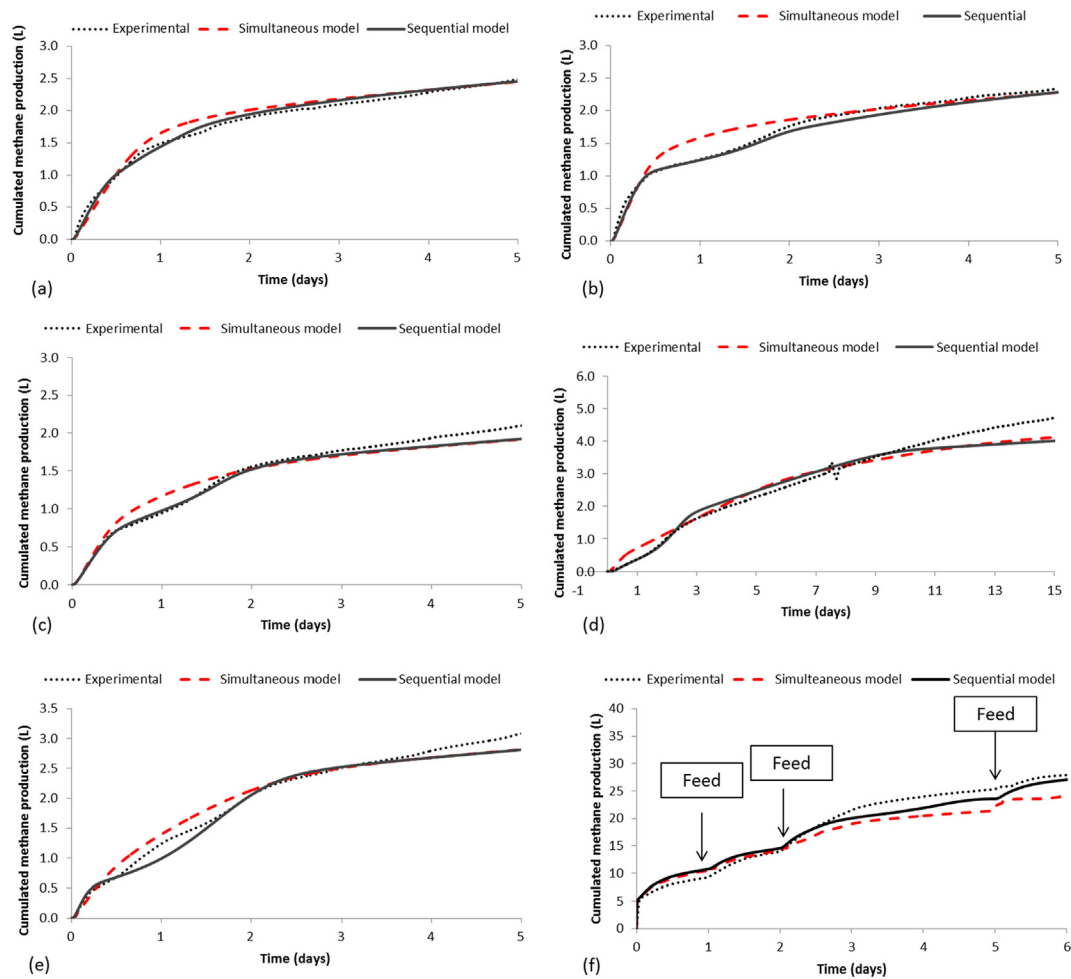 Experimental Simultaneous model Sequential model
Cumulated methane production (L)
3.0
2.5
2.0
1.5
1.0
0.5
0.0
0 1 2 3 4 5
Time (days)
(a)
Experimental Simultaneous model Sequential
Cumulated methane production (L)
3.0
2.5
2.0
1.5
1.0
0.5
0.0
0 1 2 3 4 5
Time (days)
(b)
Experimental Simultaneous model Sequential model
Cumulated methane production (L)
3.0
2.5
2.0
1.5
1.0
0.5
0.0
0 1 2 3 4 5
Time (days)
(c)
Experimental Simultaneous model Sequential model
Cumulated methane production (L)
6.0
5.0
4.0
3.0
2.0
1.0
0.0
-1 1 3 5 7 9 11 13 15
Time (days)
(d)
Experimental Simultaneous model Sequential model
Cumulated methane production (L)
3.5
3.0
2.5
2.0
1.5
1.0
0.5
0.0
0 1 2 3 4 5
Time (days)
(e)
Experimental Simulteaneous model Sequential model
Cumulated methane production (L)
40
35
30
25
20
15
10
5
0
Feed
Feed
Feed
0 1 2 3 4 5 6
Time (days)
(f)